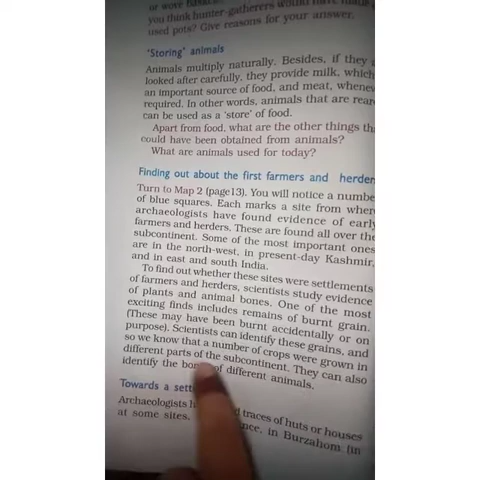 or wove baske
you think hunter-gatherers would have made
used pots? Give reasons for your answer.
'Storing' animals
Animals multiply naturally. Besides, if they a
looked after carefully, they provide milk, which
an important source of food, and meat, wheneve
required. In other words, animals that are rear
can be used as a 'store' of food.
Apart from food, what are the other things tha
could have been obtained from animals?
What are animals used for today?
Finding out about the first farmers and herders
Turn to Map 2 (page13). You will notice a numbe
of blue squares. Each marks a site from wher
archaeologists have found evidence of early
farmers and herders. These are found all over the
subcontinent. Some of the most important ones
are in the north-west, in present-day Kashmir,
and in east and south India.
To find out whether these sites were settlements
of farmers and herders, scientists study evidence
of plants and animal bones. One of the most
exciting finds includes remains of burnt grain.
(These may have been burnt accidentally or on
purpose). Scientists can identify these grains, and
so we know that a number of crops were grown in
different parts of the subcontinent. They can also
identify the bo of different animals.
Towards a sett
Archaeologists h d traces of huts or houses
at some sites. nce, in Burzahom (in